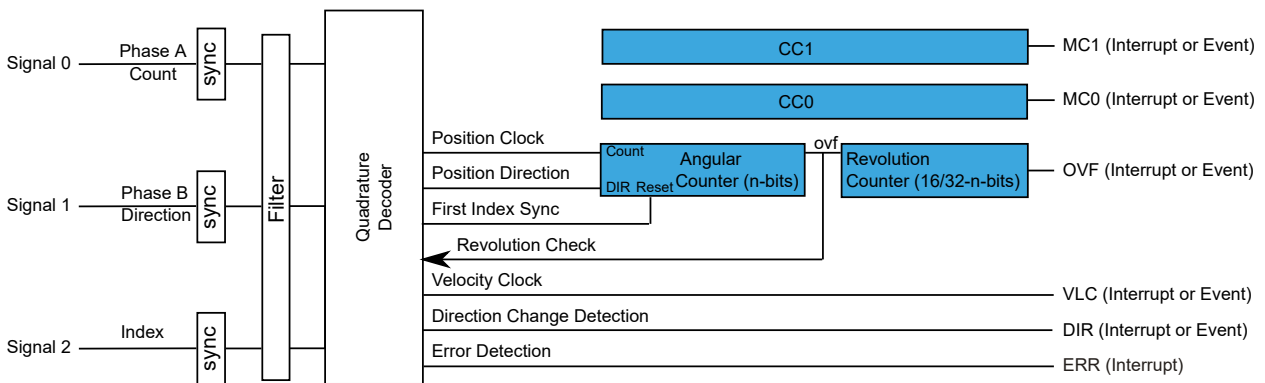 Signal 0
Phase A
Count
sync
Signal 1
Phase B
Direction
sync
Signal 2
Index
sync
Filter
Quadrature
Decoder
CC1
MC1 (Interrupt or Event)
CC0
MC0 (Interrupt or Event)
Position Clock
Position Direction
First Index Sync
Revolution Check
Velocity Clock
Direction Change Detection
Error Detection
Count
DIR Reset
Angular
Counter (n-bits)
ovf
Revolution
Counter (16/32-n-bits)
OVF (Interrupt or Event)
VLC (Interrupt or Event)
DIR (Interrupt or Event)
ERR (Interrupt)